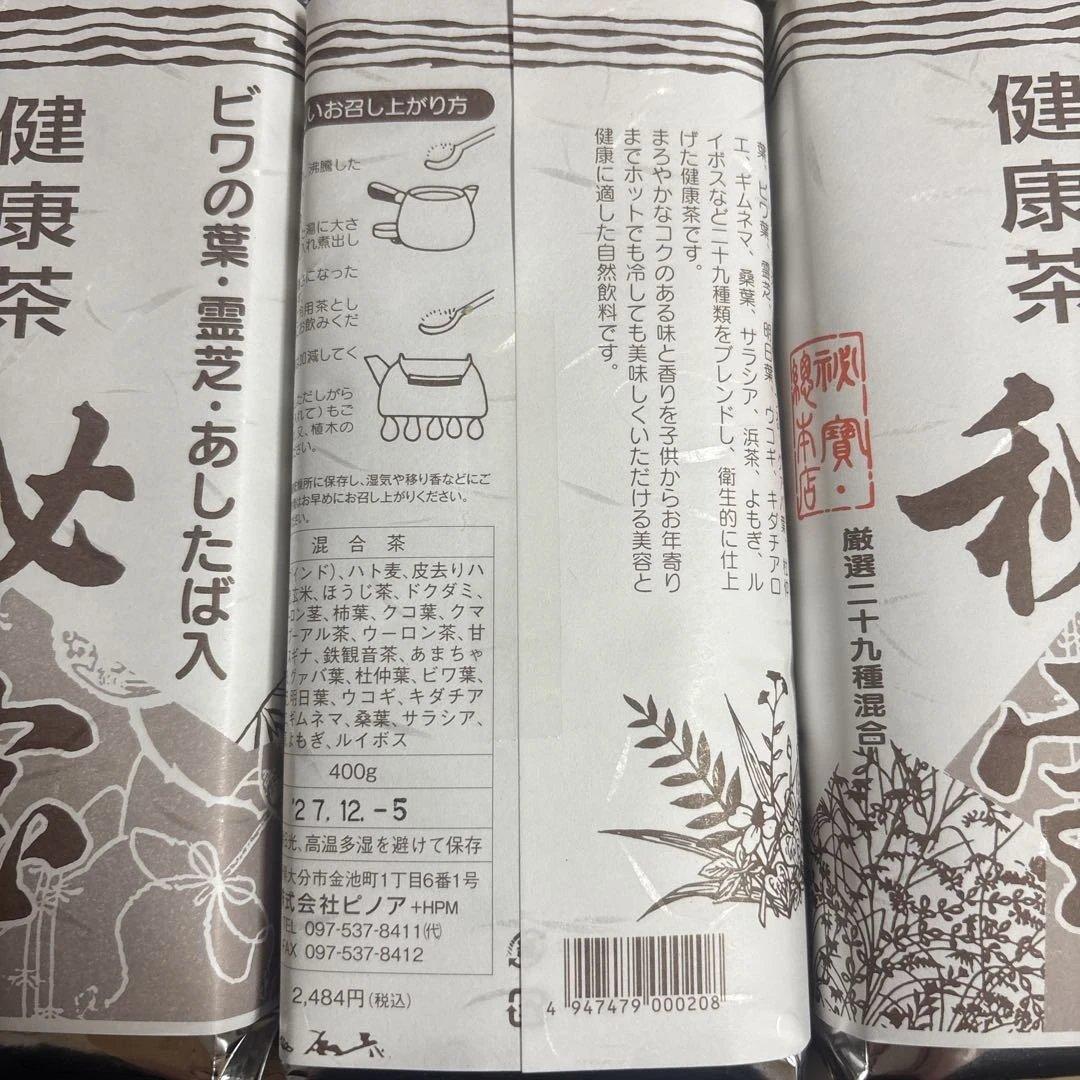 健康茶
ビワの葉・霊芝・あしたば入
いお召し上がり方
沸騰した
湯に大さ
れ煮出し
になった
用茶とし
お飲みくだ
加減してく
ただしがら
れて)もご
又、植木の
ださい。
燥所に保存し、湿気や移り香などにご
はお早めにお召し上がりください。
さい。
混合茶
インド)、ハト麦、皮去りハ
玄米、ほうじ茶、ドクダミ、
ロン茎、柿葉、クコ葉、クマ
プーアル茶、ウーロン茶、甘
ギナ、鉄観音茶、あまちゃ
グァバ葉、杜仲葉、ビワ葉、
明日葉、ウコギ、キダチア
ギムネマ、桑葉、サラシア、
よもぎ、ルイボス
400g
27.12.-5
光、高温多湿を避けて保存
大分市金池町1丁目6番1号
式会社ピノア+HPM
TEL 097-537-8411(代)
FAX 097-537-8412
2,484円(税込)
葉、ビワ葉、霊芝、明日葉、ウコギ、キダチアロ
エ、ギムネマ、桑葉、サラシア、浜茶、よもぎ、ル
イボスなど二十九種類をブレンドし、衛生的に仕上
げた健康茶です。
まろやかなコクのある味と香りを子供からお年寄り
までホットでも冷しても美味しくいただける美容と
健康に適した自然飲料です。
4 947479 000208
健康茶
秘寳・
總本店
厳選二十九種混合
秘